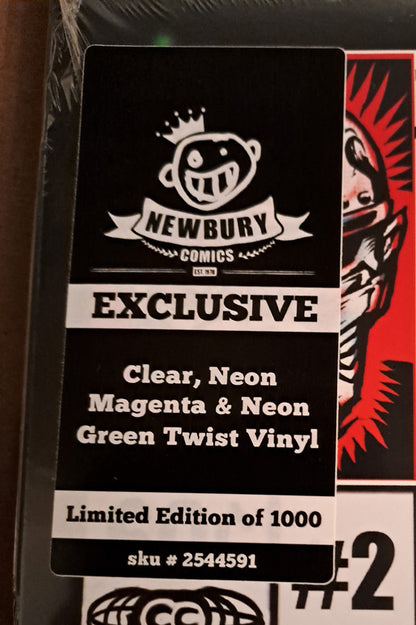 NEWBURY
COMICS
EST. 1978
EXCLUSIVE
Clear, Neon
Magenta & Neon
Green Twist Vinyl
Limited Edition of 1000
sku # 2544591
#2
CC